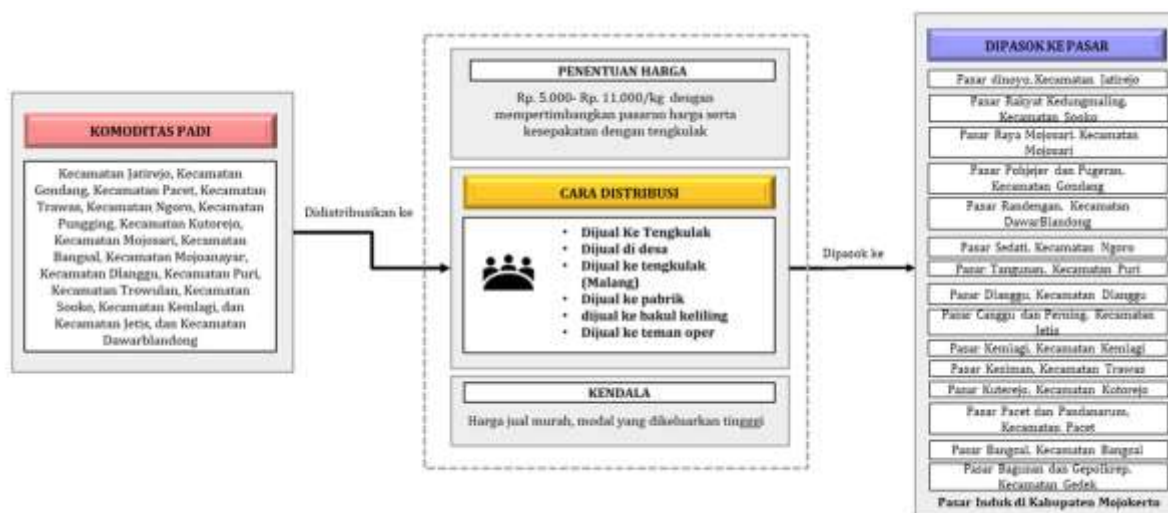 KOMODITAS PADI
Kecamatan Jatirejo, Kecamatan
Gondang, Kecamatan Pacet, Kecamatan
Trawas, Kecamatan Ngoro, Kecamatan
Pungging, Kecamatan Kutorejo,
Kecamatan Mojosari, Kecamatan
Bangsal, Kecamatan Mojoanayar,
Kecamatan Dlanggu, Kecamatan Puri,
Kecamatan Trowulan, Kecamatan
Sooko, Kecamatan Kemlagi, dan
Kecamatan Jetis, dan Kecamatan
Dawarblandong
Didistribusikan ke
PENENTUAN HARGA
Rp. 5.000- Rp. 11.000/kg dengan
mempertimbangkan pasaran harga serta
kesepakatan dengan tengkulak
CARA DISTRIBUSI
• Dijual Ke Tengkulak
• Dijual di desa
• Dijual ke tengkulak
(Malang)
• Dijual ke pabrik
• dijual ke bakul keliling
• Dijual ke teman oper
KENDALA
Harga jual murah, modal yang dikeluarkan tingggi
Dipasok ke
DIPASOK KE PASAR
Pasar dinoyo, Kecamatan Jatirejo
Pasar Rakyat Kedungmaling,
Kecamatan Sooko
Pasar Raya Mojosari, Kecamatan
Mojosari
Pasar Pohjejer dan Pugeran,
Kecamatan Gondang
Pasar Randengan, Kecamatan
DawarBlandong
Pasar Sedati, Kecamatan Ngoro
Pasar Tangunan, Kecamatan Puri
Pasar Dlanggu, Kecamatan Dlanggu
Pasar Canggu dan Perning, Kecamatan
Jetis
Pasar Kemlagi, Kecamatan Kemlagi
Pasar Kesiman, Kecamatan Trawas
Pasar Kuterejo, Kecamatan Kotorejo
Pasar Pacet dan Pandanarum,
Kecamatan Pacet
Pasar Bangsal, Kecamatan Bangsal
Pasar Bagusan dan Gepolkrep,
Kecamatan Gedek
Pasar Induk di Kabupaten Mojokerto